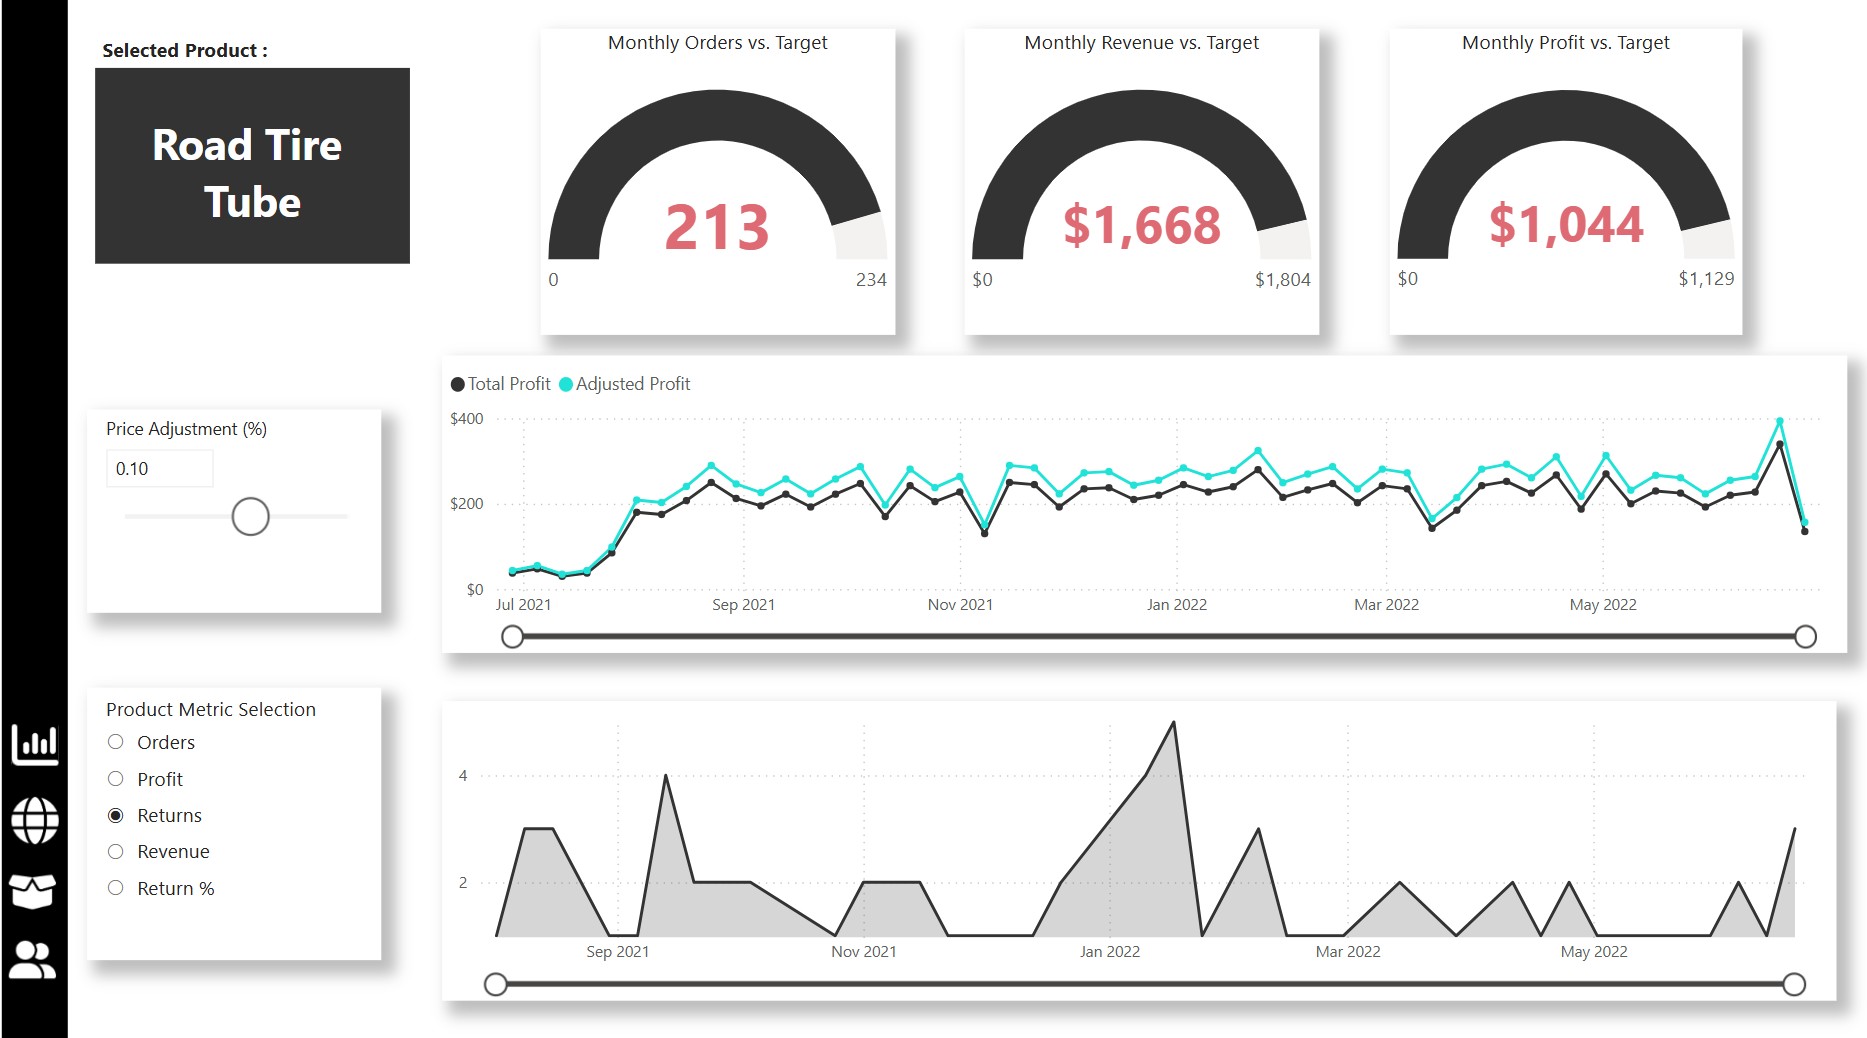 Selected Product :
Road Tire
Tube
Monthly Orders vs. Target
213
0
234
Monthly Revenue vs. Target
$1,668
$0
$1,804
Monthly Profit vs. Target
$1,044
$0
$1,129
Price Adjustment (%)
0.10
Total Profit
Adjusted Profit
$400
$200
$0
Jul 2021
Sep 2021
Nov 2021
Jan 2022
Mar 2022
May 2022
Product Metric Selection
Orders
Profit
Returns
Revenue
Return %
4
2
Sep 2021
Nov 2021
Jan 2022
Mar 2022
May 2022